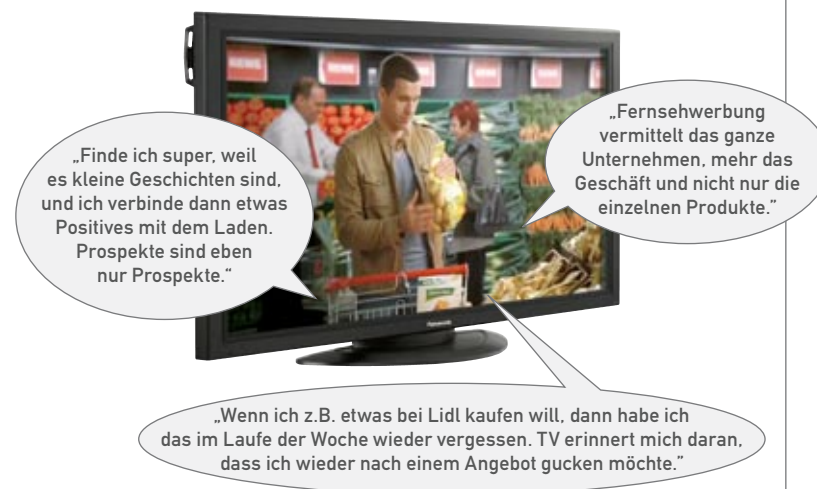 „Finde ich super, weil
es kleine Geschichten sind,
und ich verbinde dann etwas
Positives mit dem Laden.
Prospekte sind eben
nur Prospekte.“
„Fernsehwerbung
vermittelt das ganze
Unternehmen, mehr das
Geschäft und nicht nur die
einzelnen Produkte.“
Panasonic
„Wenn ich z.B. etwas bei Lidl kaufen will, dann habe ich
das im Laufe der Woche wieder vergessen. TV erinnert mich daran,
dass ich wieder nach einem Angebot gucken möchte.“